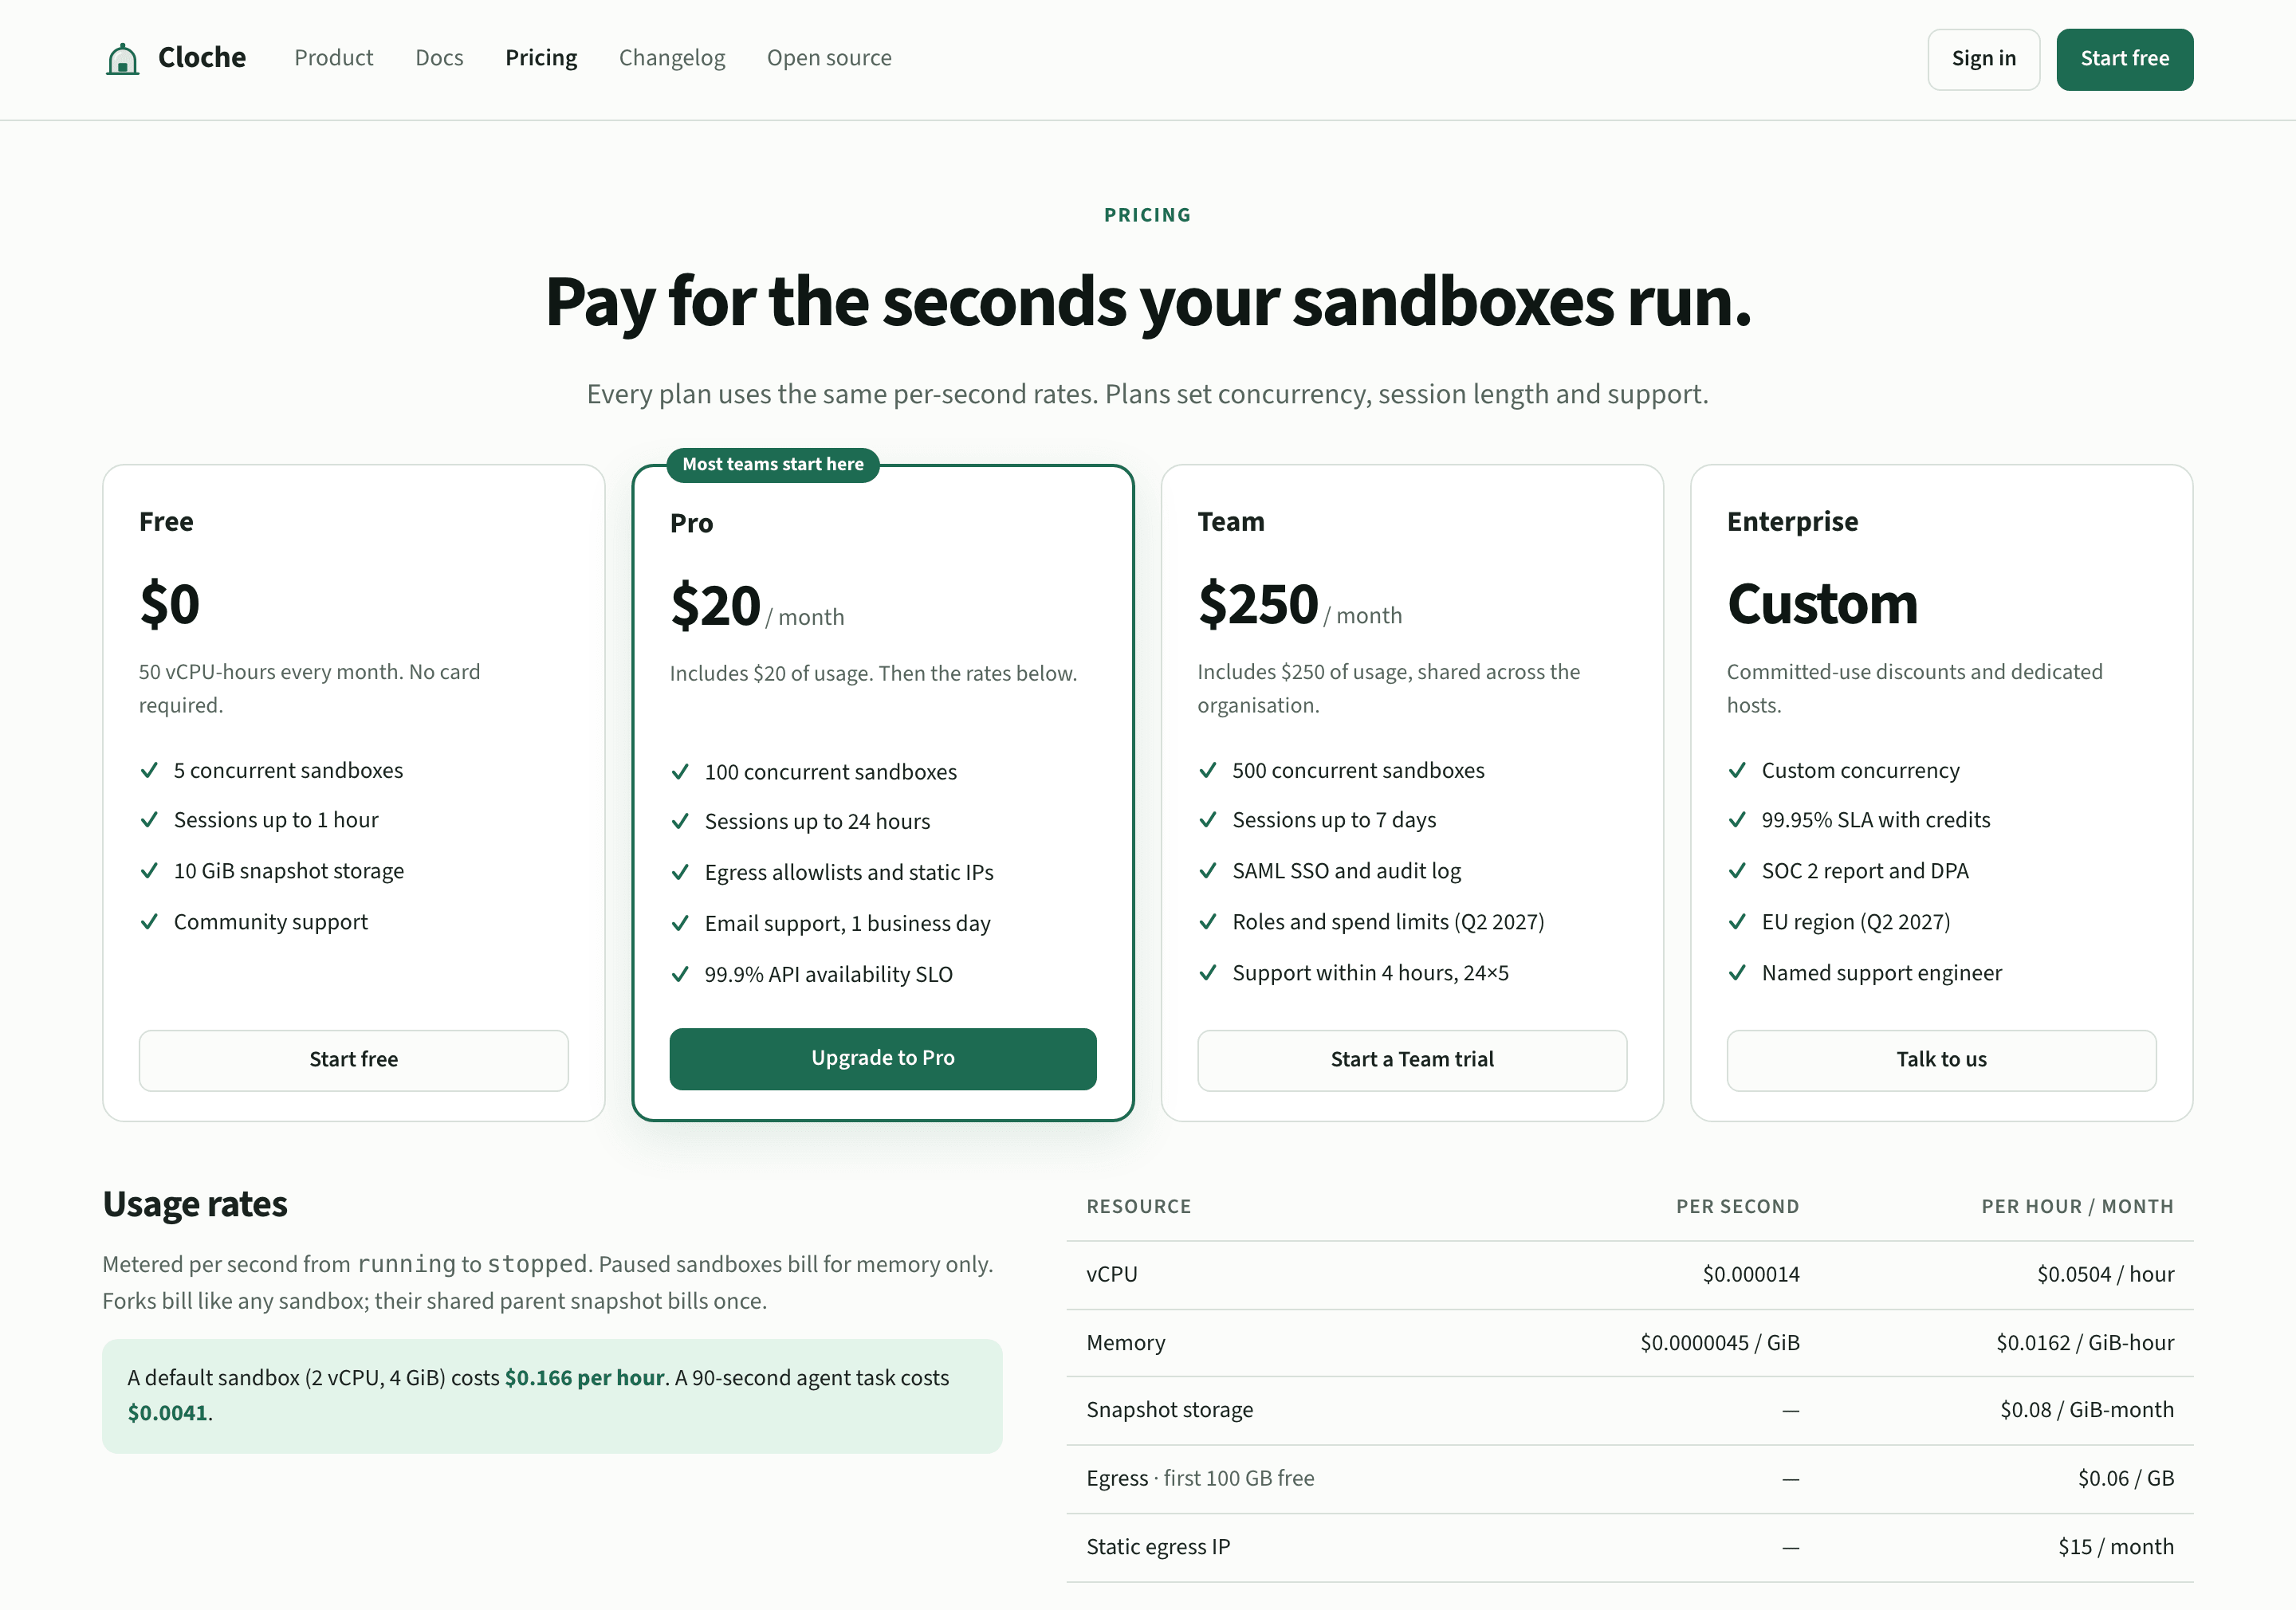 Cloche
Product
Docs
Pricing
Changelog
Open source
Sign in
Start free
PRICING
Pay for the seconds your sandboxes run.
Every plan uses the same per-second rates. Plans set concurrency, session length and support.
Free
$0
50 vCPU-hours every month. No card
required.
5 concurrent sandboxes
Sessions up to 1 hour
10 GiB snapshot storage
Community support
Start free
Most teams start here
Pro
$20 / month
Includes $20 of usage. Then the rates below.
100 concurrent sandboxes
Sessions up to 24 hours
Egress allowlists and static IPs
Email support, 1 business day
99.9% API availability SLO
Upgrade to Pro
Team
$250 / month
Includes $250 of usage, shared across the
organisation.
500 concurrent sandboxes
Sessions up to 7 days
SAML SSO and audit log
Roles and spend limits (Q2 2027)
Support within 4 hours, 24×5
Start a Team trial
Enterprise
Custom
Committed-use discounts and dedicated
hosts.
Custom concurrency
99.95% SLA with credits
SOC 2 report and DPA
EU region (Q2 2027)
Named support engineer
Talk to us
Usage rates
Metered per second from running to stopped. Paused sandboxes bill for memory only.
Forks bill like any sandbox; their shared parent snapshot bills once.
A default sandbox (2 vCPU, 4 GiB) costs $0.166 per hour. A 90-second agent task costs
$0.0041.
RESOURCE PER SECOND PER HOUR / MONTH
vCPU $0.000014 $0.0504 / hour
Memory $0.0000045 / GiB $0.0162 / GiB-hour
Snapshot storage — $0.08 / GiB-month
Egress · first 100 GB free — $0.06 / GB
Static egress IP — $15 / month